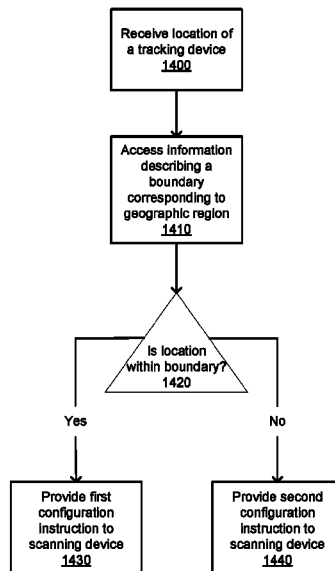 Receive location of
a tracking device
1400
Access information
describing a
boundary
corresponding to
geographic region
1410
Is location
within boundary?
1420
Yes
No
Provide first
configuration
instruction to
scanning device
1430
Provide second
configuration
instruction to
scanning device
1440